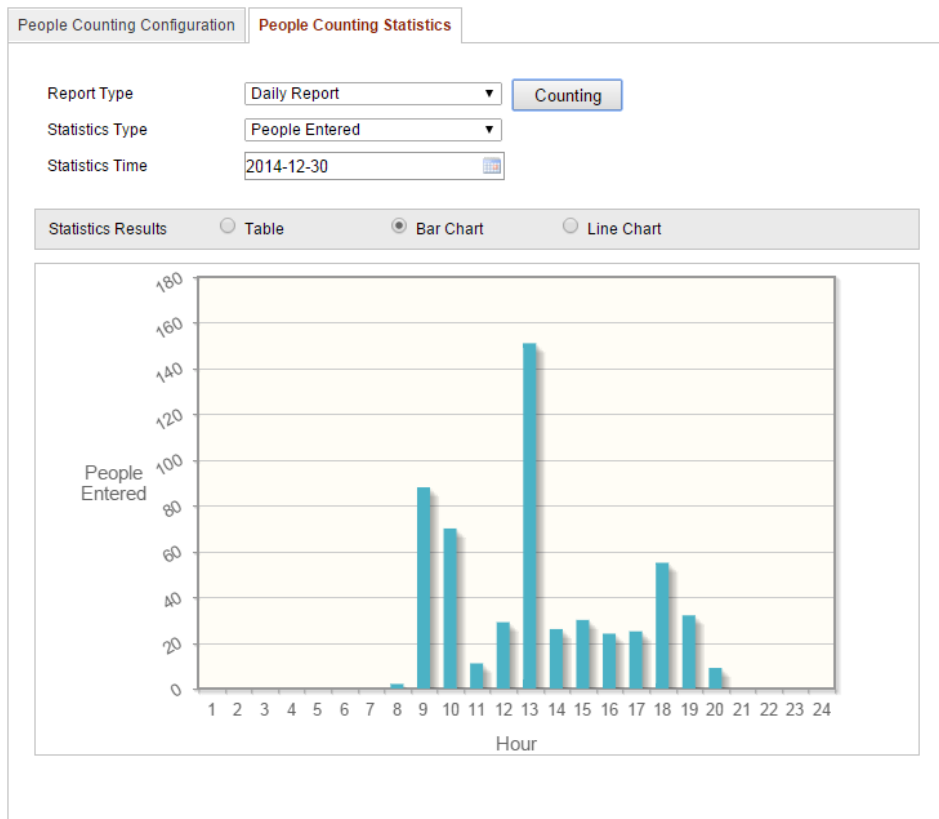 People Counting Configuration People Counting Statistics
Report Type Daily Report Counting
Statistics Type People Entered
Statistics Time 2014-12-30
Statistics Results Table Bar Chart Line Chart
180
160
140
120
100
80
60
40
20
0
People
Entered
1 2 3 4 5 6 7 8 9 10 11 12 13 14 15 16 17 18 19 20 21 22 23 24
Hour